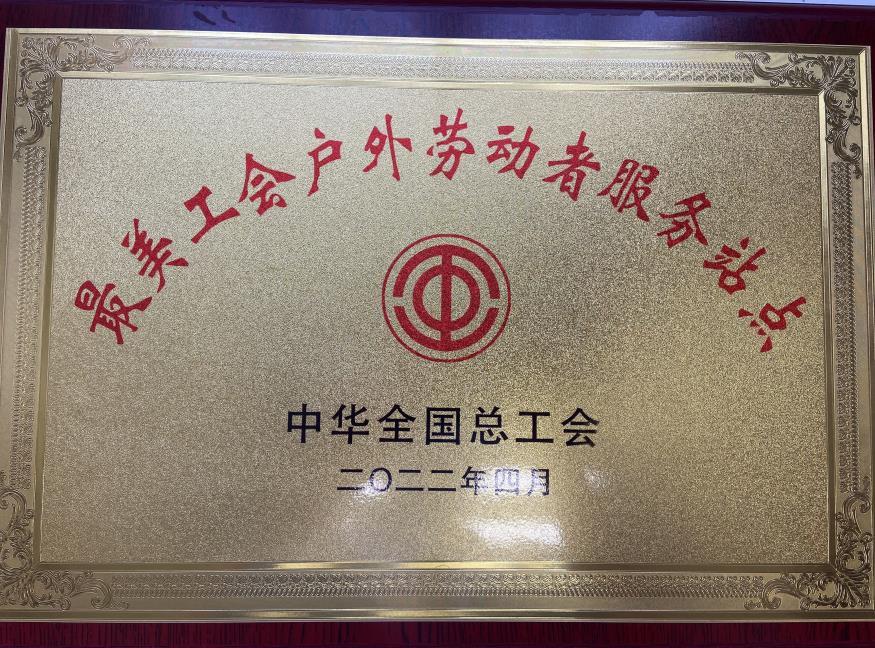 最美工会户外劳动者服务站点
中华全国总工会
二〇二二年四月